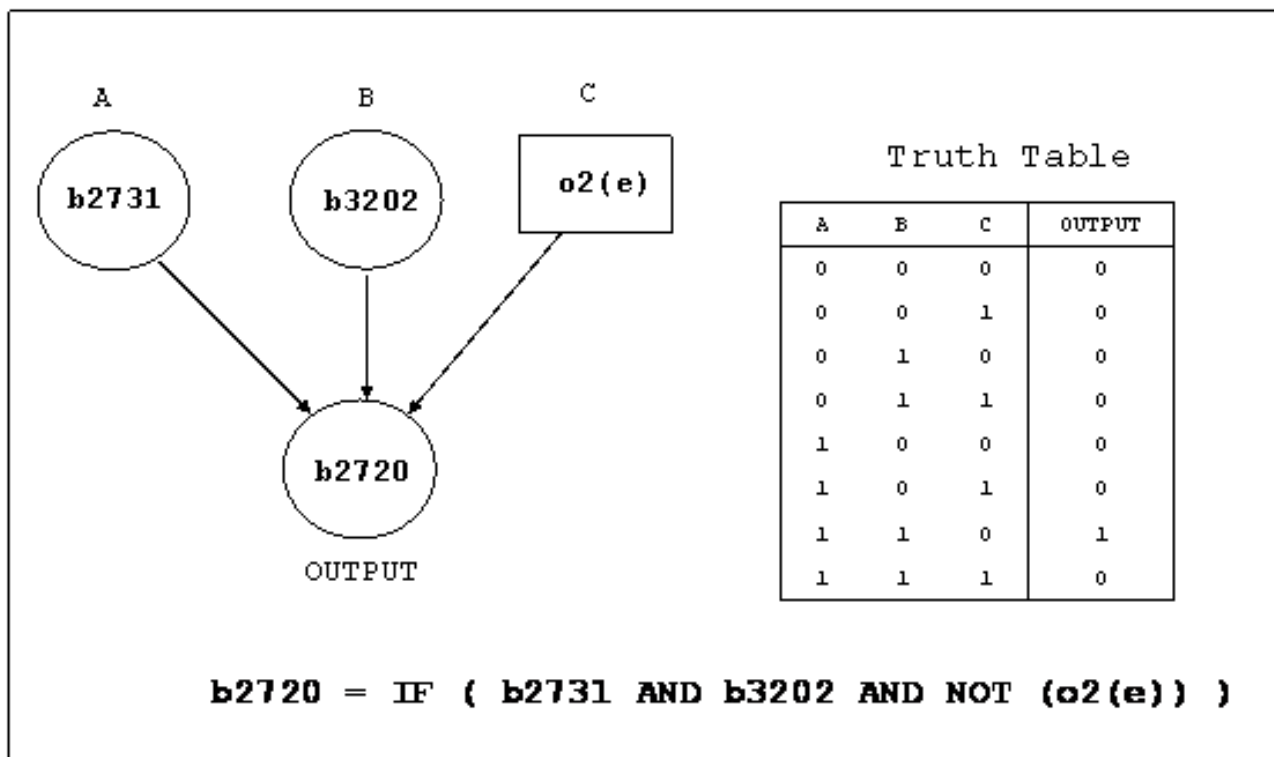 A B C
b2731 b3202 o2(e)
b2720
OUTPUT
Truth Table
A B C OUTPUT
0 0 0 0
0 0 1 0
0 1 0 0
0 1 1 0
1 0 0 0
1 0 1 0
1 1 0 1
1 1 1 0
b2720 = IF ( b2731 AND b3202 AND NOT (o2(e)) )